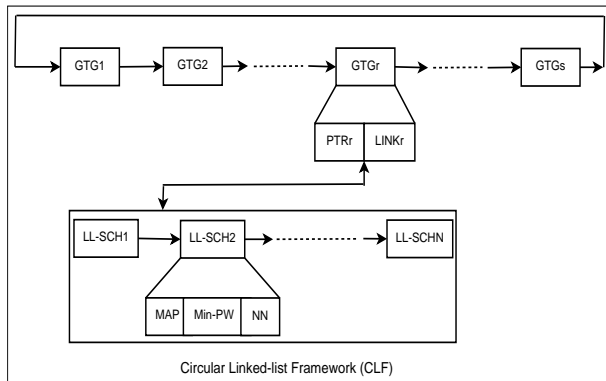 GTG1 GTG2 GTGr GTGs
PTRr LINKr
LL-SCH1 LL-SCH2 LL-SCHN
MAP Min-PW NN
Circular Linked-list Framework (CLF)